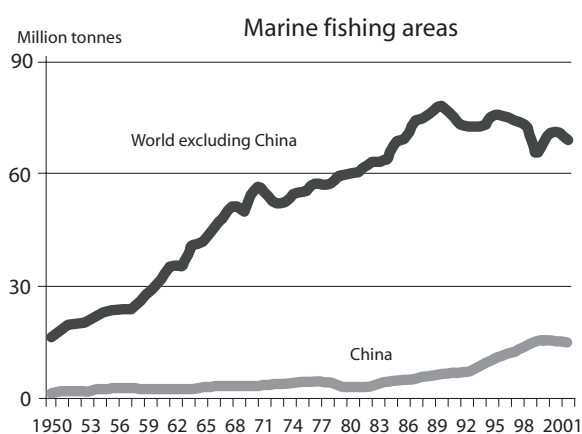 Marine fishing areas
Million tonnes
90
World excluding China
60
30
China
0
1950 53 56 59 62 65 68 71 74 77 80 83 86 89 92 95 98 2001